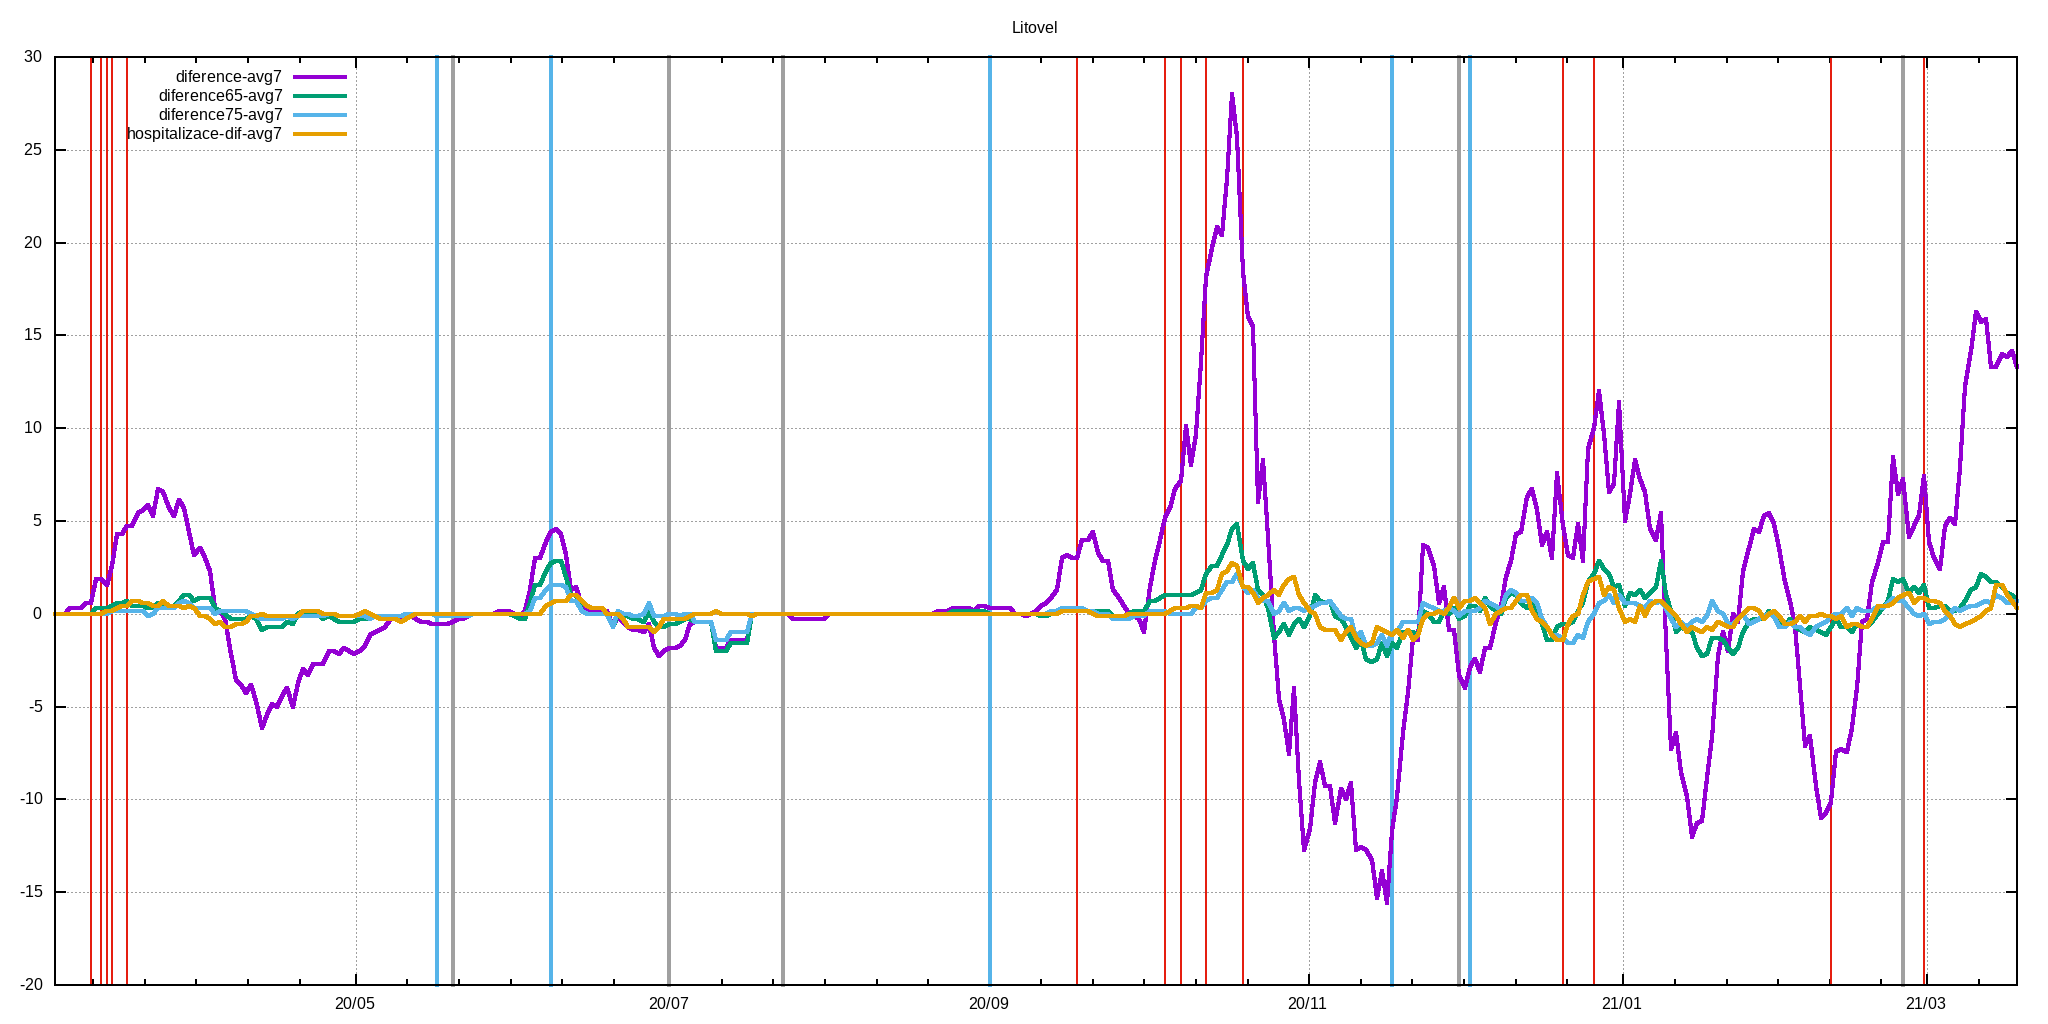 Litovel
30
diference-avg7
diference65-avg7
diference75-avg7
hospitalizace-dif-avg7
25
20
15
10
5
0
-5
-10
-15
-20
20/05 20/07 20/09 20/11 21/01 21/03